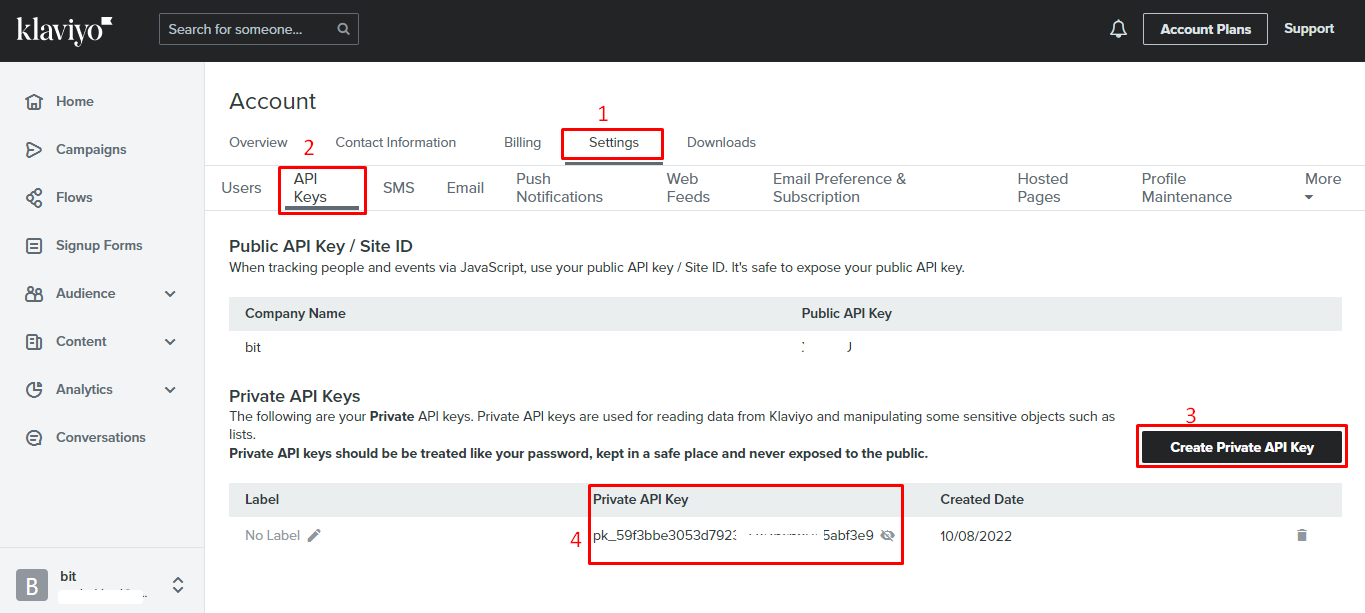 klaviyo
Search for someone...
Account Plans
Support
Home
Campaigns
Flows
Signup Forms
Audience
Content
Analytics
Conversations
B
bit
Account
1
Overview
2
Contact Information
Billing
Settings
Downloads
Users
API
Keys
SMS
Email
Push
Notifications
Web
Feeds
Email Preference &
Subscription
Hosted
Pages
Profile
Maintenance
More
Public API Key / Site ID
When tracking people and events via JavaScript, use your public API key / Site ID. It's safe to expose your public API key.
Company Name
Public API Key
bit
Private API Keys
The following are your Private API keys. Private API keys are used for reading data from Klaviyo and manipulating some sensitive objects such as
lists.
Private API keys should be be treated like your password, kept in a safe place and never exposed to the public.
3
Create Private API Key
Label
Private API Key
Created Date
No Label
4
pk_59f3bbe3053d792 5abf3e9
10/08/2022